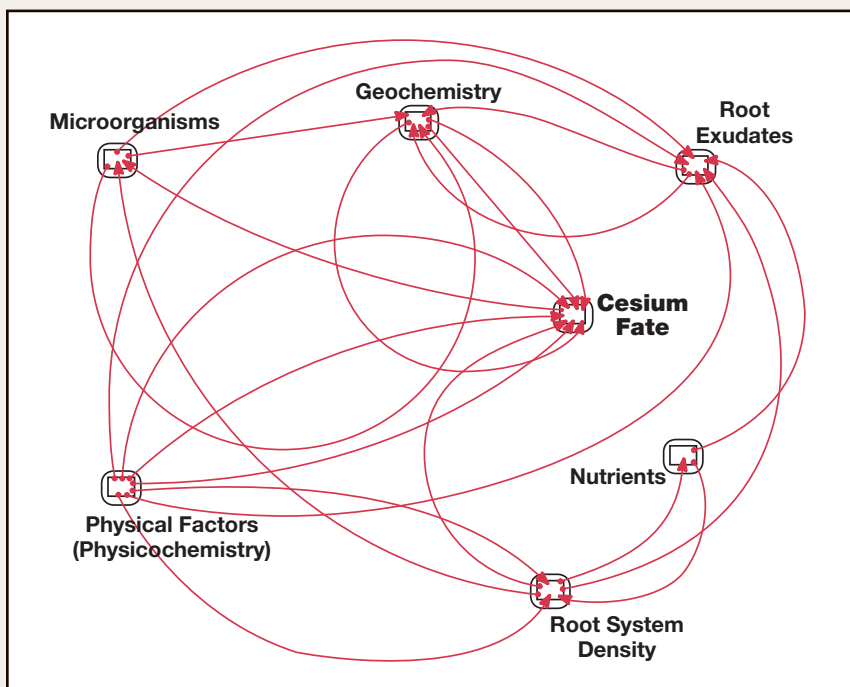 Geochemistry
Microorganisms
Root
Exudates
Cesium
Fate
Nutrients
Physical Factors
(Physicochemistry)
Root System
Density